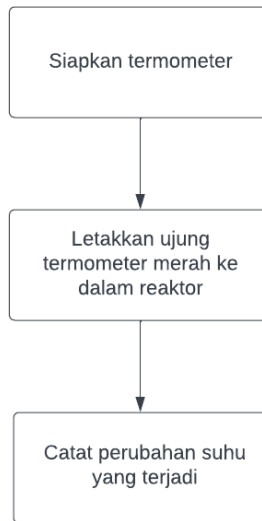 Siapkan termometer
Letakkan ujung
termometer merah ke
dalam reaktor
Catat perubahan suhu
yang terjadi